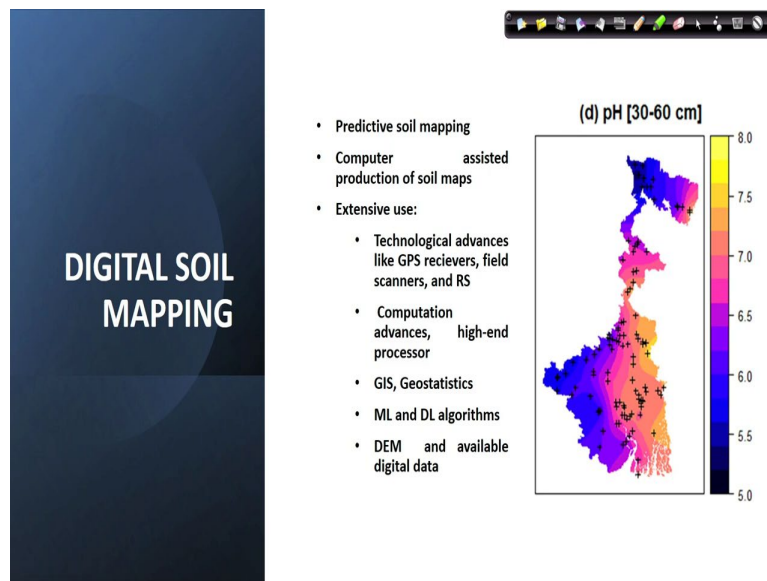 DIGITAL SOIL
MAPPING
• Predictive soil mapping
• Computer assisted
production of soil maps
• Extensive use:
• Technological advances
like GPS recievers, field
scanners, and RS
• Computation
advances, high-end
processor
• GIS, Geostatistics
• ML and DL algorithms
• DEM and available
digital data
(d) pH [30-60 cm]
8.0
7.5
7.0
6.5
6.0
5.5
5.0